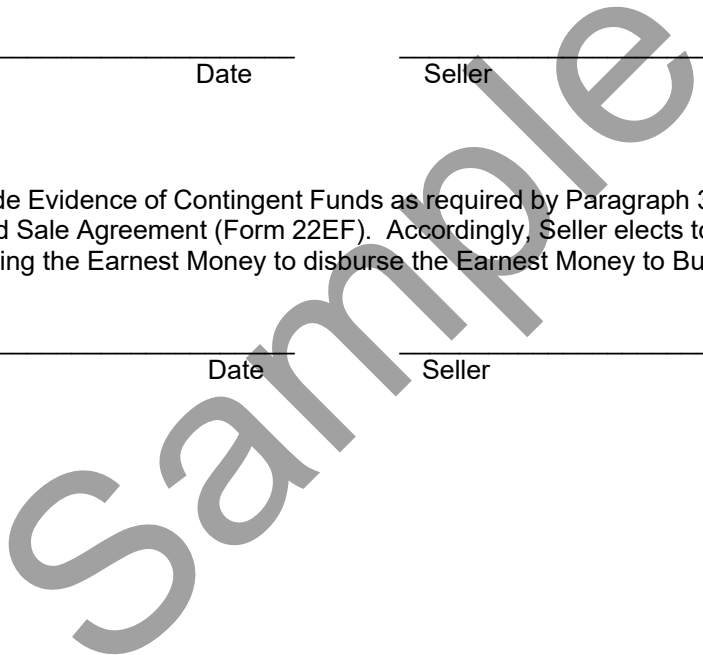 Date Seller
de Evidence of Contingent Funds as required by Paragraph 3
d Sale Agreement (Form 22EF).  Accordingly, Seller elects to
ing the Earnest Money to disburse the Earnest Money to Bu
Date Seller
Sample